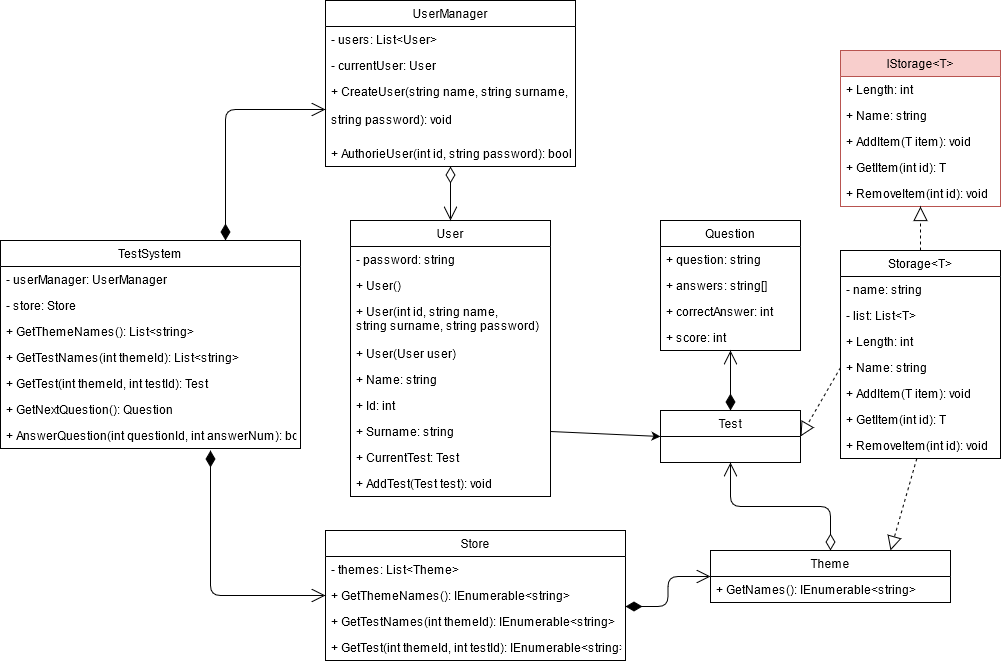 UserManager
- users: List<User>
- currentUser: User
+ CreateUser(string name, string surname,
string password): void
+ AuthorieUser(int id, string password): bool
IStorage<T>
+ Length: int
+ Name: string
+ AddItem(T item): void
+ GetItem(int id): T
+ RemoveItem(int id): void
TestSystem
- userManager: UserManager
- store: Store
+ GetThemeNames(): List<string>
+ GetTestNames(int themeId): List<string>
+ GetTest(int themeId, int testId): Test
+ GetNextQuestion(): Question
+ AnswerQuestion(int questionId, int answerNum): bo
User
- password: string
+ User()
+ User(int id, string name,
string surname, string password)
+ User(User user)
+ Name: string
+ Id: int
+ Surname: string
+ CurrentTest: Test
+ AddTest(Test test): void
Question
+ question: string
+ answers: string[]
+ correctAnswer: int
+ score: int
Storage<T>
- name: string
- list: List<T>
+ Length: int
+ Name: string
+ AddItem(T item): void
+ GetItem(int id): T
+ RemoveItem(int id): void
Test
Store
- themes: List<Theme>
+ GetThemeNames(): IEnumerable<string>
+ GetTestNames(int themeId): IEnumerable<string>
+ GetTest(int themeId, int testId): IEnumerable<string>
Theme
+ GetNames(): IEnumerable<string>